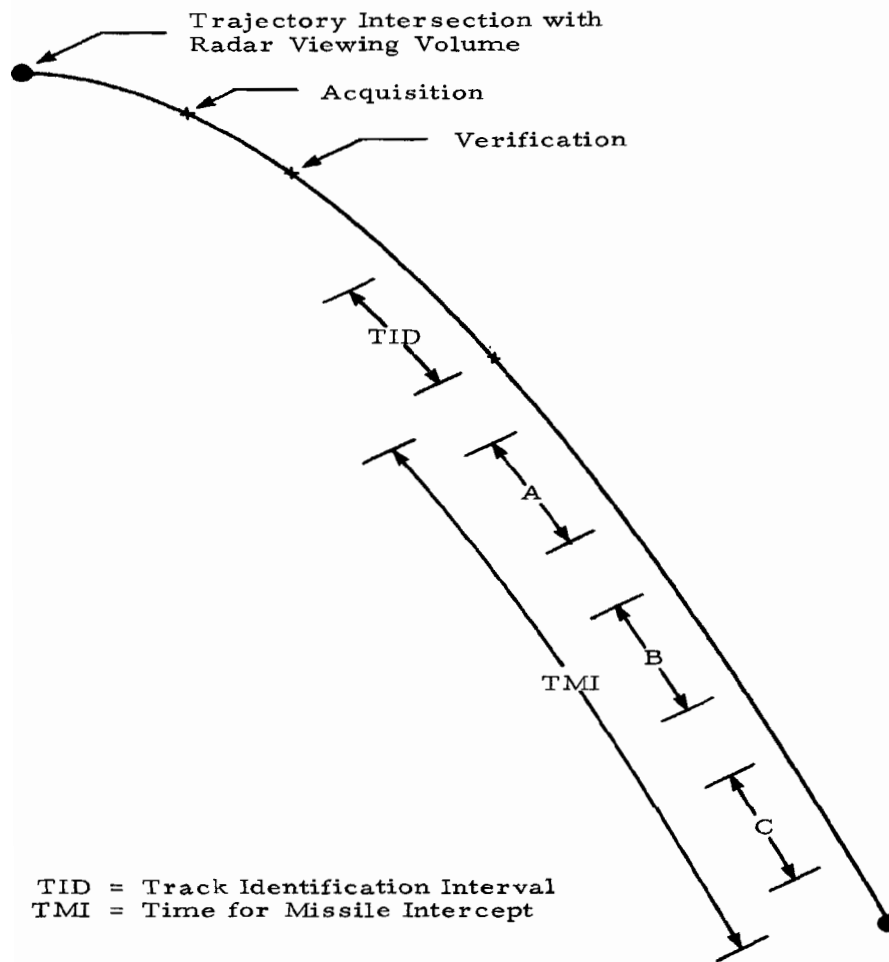 Trajectory Intersection with
Radar Viewing Volume
Acquisition
Verification
TID
A
B
TMI
C
TID = Track Identification Interval
TMI = Time for Missile Intercept